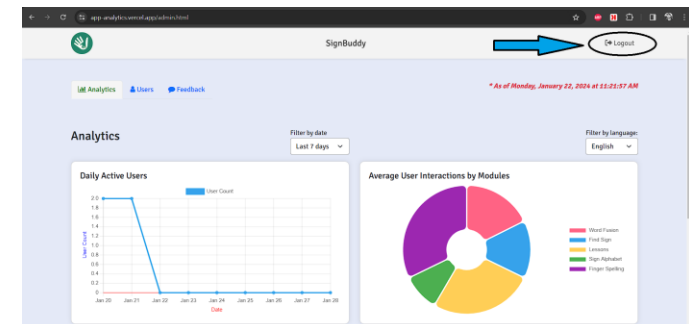 app-analytics.vercel.app/admin.html
SignBuddy
Logout
Analytics
Users
Feedback
* As of Monday, January 22, 2024 at 11:21:57 AM
Analytics
Filter by date
Last 7 days
Filter by language:
English
Daily Active Users
User Count
2.0
1.8
1.6
1.4
1.2
1.0
0.8
0.6
0.4
0.2
0
User Count
Jan 20 Jan 21 Jan 22 Jan 23 Jan 24 Jan 25 Jan 26 Jan 27 Jan 28
Date
Average User Interactions by Modules
Word Fusion
Find Sign
Lessons
Sign Alphabet
Finger Spelling